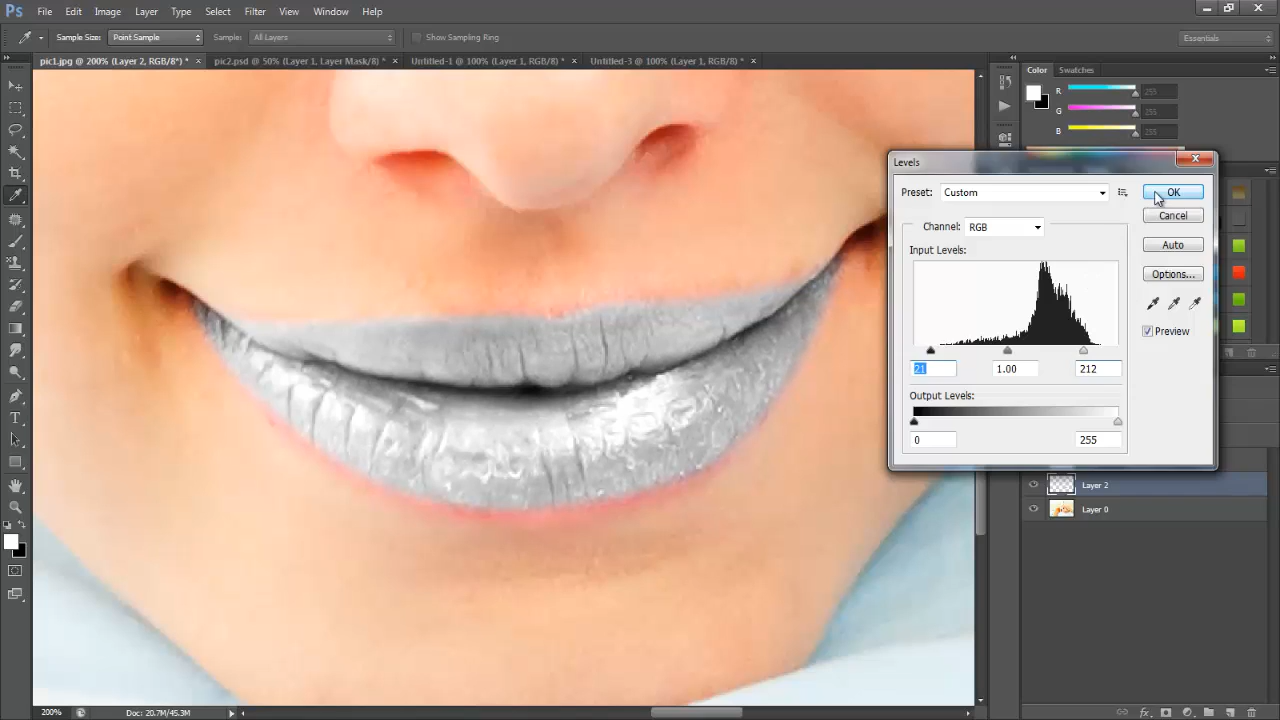 Ps File Edit Image Layer Type Select Filter View Window Help
Sample Size: Point Sample Sample: All Layers Show Sampling Ring Essentials
pic1.jpg @ 200% (Layer 2, RGB/8*) * × pic2.psd @ 50% (Layer 1, Layer Mask/8) * × Untitled-1 @ 100% (Layer 1, RGB/8) * × Untitled-3 @ 100% (Layer 1, RGB/8) * ×
Color Swatches
R 255
G 255
B 255
Levels
Preset: Custom OK
Cancel
Channel: RGB
Auto
Input Levels:
Options...
Preview
21 1.00 212
Output Levels:
0 255
Layer 2
Layer 0
T
200% Doc: 20.7M/45.3M
fx